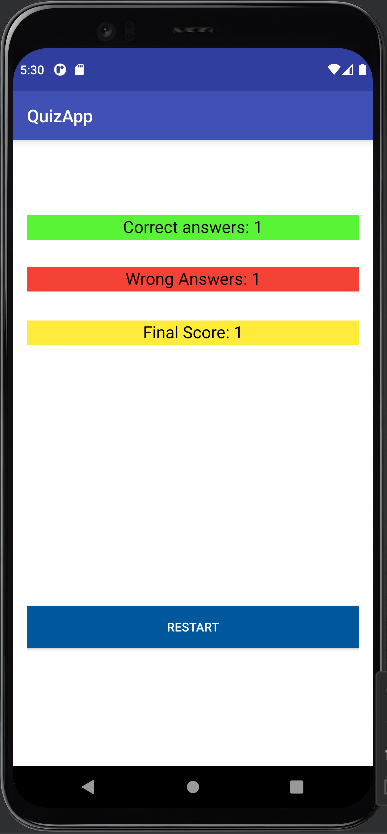 5:30
QuizApp
Correct answers: 1
Wrong Answers: 1
Final Score: 1
RESTART